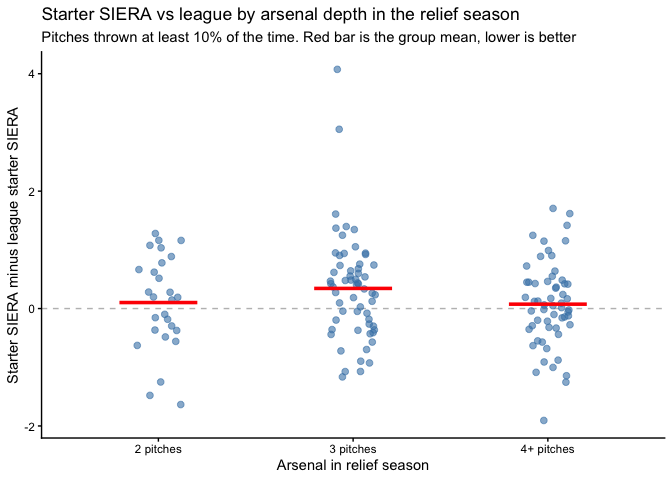 Starter SIERA vs league by arsenal depth in the relief season
Pitches thrown at least 10% of the time. Red bar is the group mean, lower is better
Starter SIERA minus league starter SIERA
4
2
0
-2
2 pitches
3 pitches
4+ pitches
Arsenal in relief season